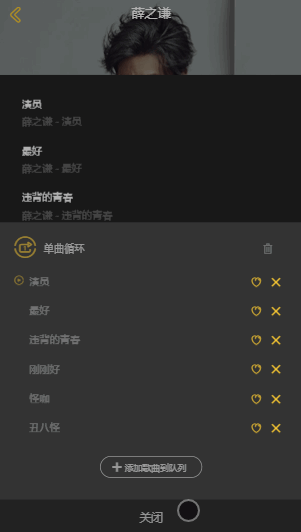 薛之谦
演员
薛之谦 - 演员
最好
薛之谦 - 最好
违背的青春
薛之谦 - 违背的青春
单曲循环
演员
最好
违背的青春
刚刚好
怪咖
丑八怪
添加歌曲到队列
关闭